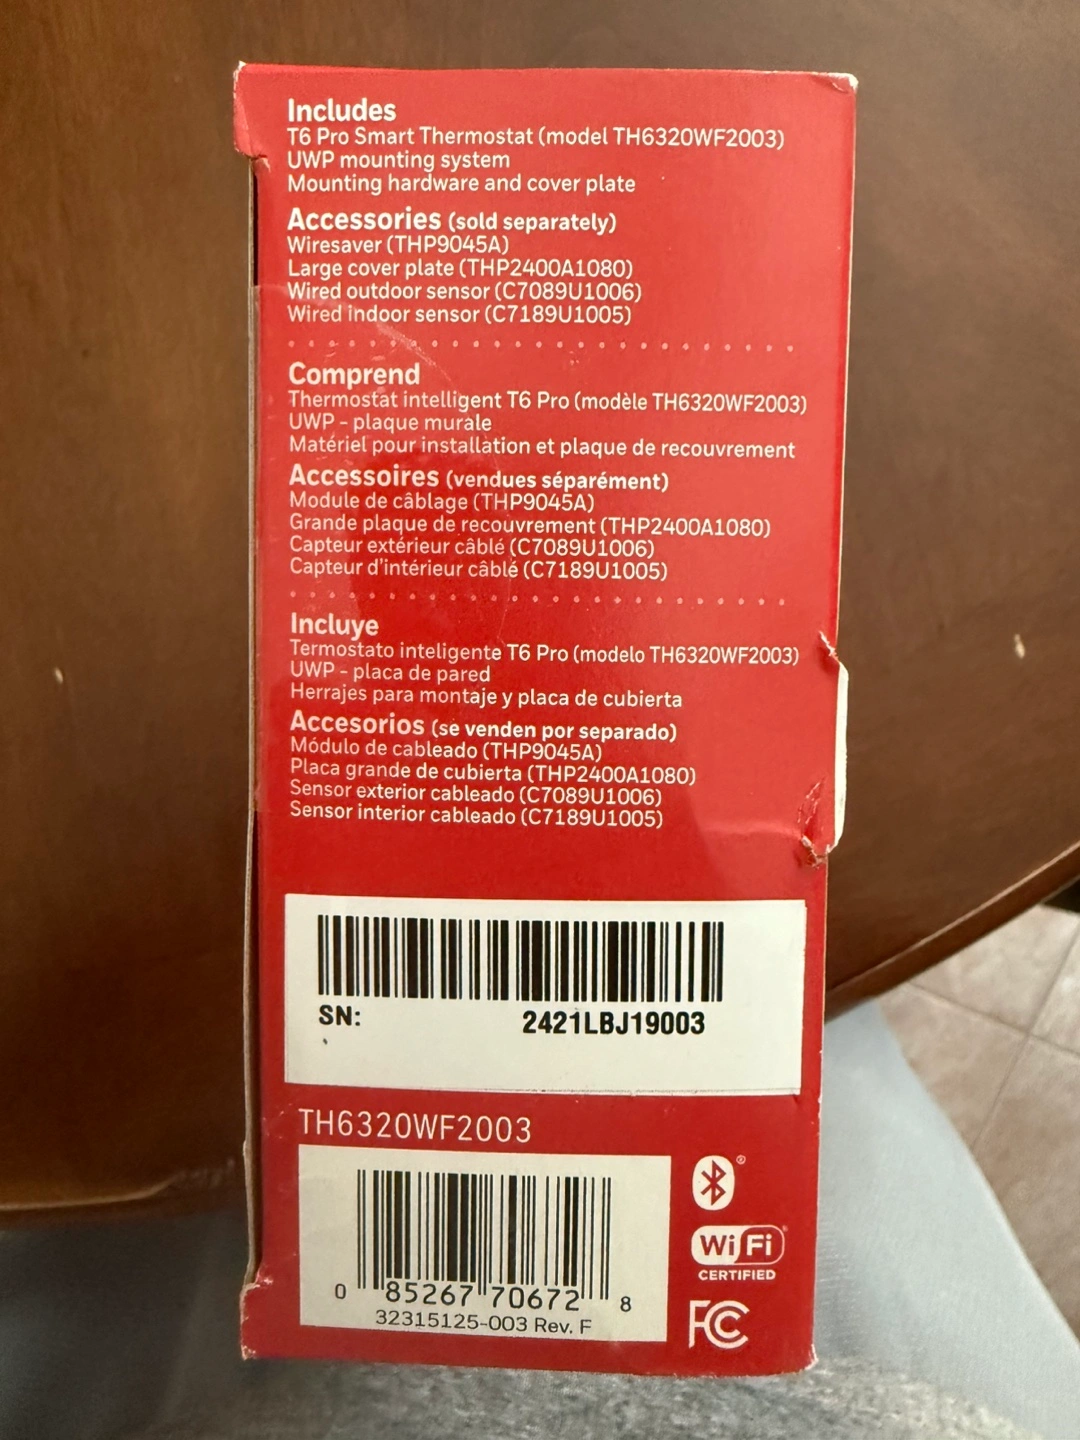 Includes
T6 Pro Smart Thermostat (model TH6320WF2003)
UWP mounting system
Mounting hardware and cover plate
Accessories (sold separately)
Wiresaver (THP9045A)
Large cover plate (THP2400A1080)
Wired outdoor sensor (C7089U1006)
Wired indoor sensor (C7189U1005)
Comprend
Thermostat intelligent T6 Pro (modèle TH6320WF2003)
UWP - plaque murale
Matériel pour installation et plaque de recouvrement
Accessoires (vendues séparément)
Module de câblage (THP9045A)
Grande plaque de recouvrement (THP2400A1080)
Capteur extérieur câblé (C7089U1006)
Capteur d'intérieur câblé (C7189U1005)
Incluye
Termostato inteligente T6 Pro (modelo TH6320WF2003)
UWP - placa de pared
Herrajes para montaje y placa de cubierta
Accesorios (se venden por separado)
Módulo de cableado (THP9045A)
Placa grande de cubierta (THP2400A1080)
Sensor exterior cableado (C7089U1006)
Sensor interior cableado (C7189U1005)
SN: 2421LBJ19003
TH6320WF2003
0 85267 70672 8
32315125-003 Rev. F
Wi Fi
CERTIFIED
FC